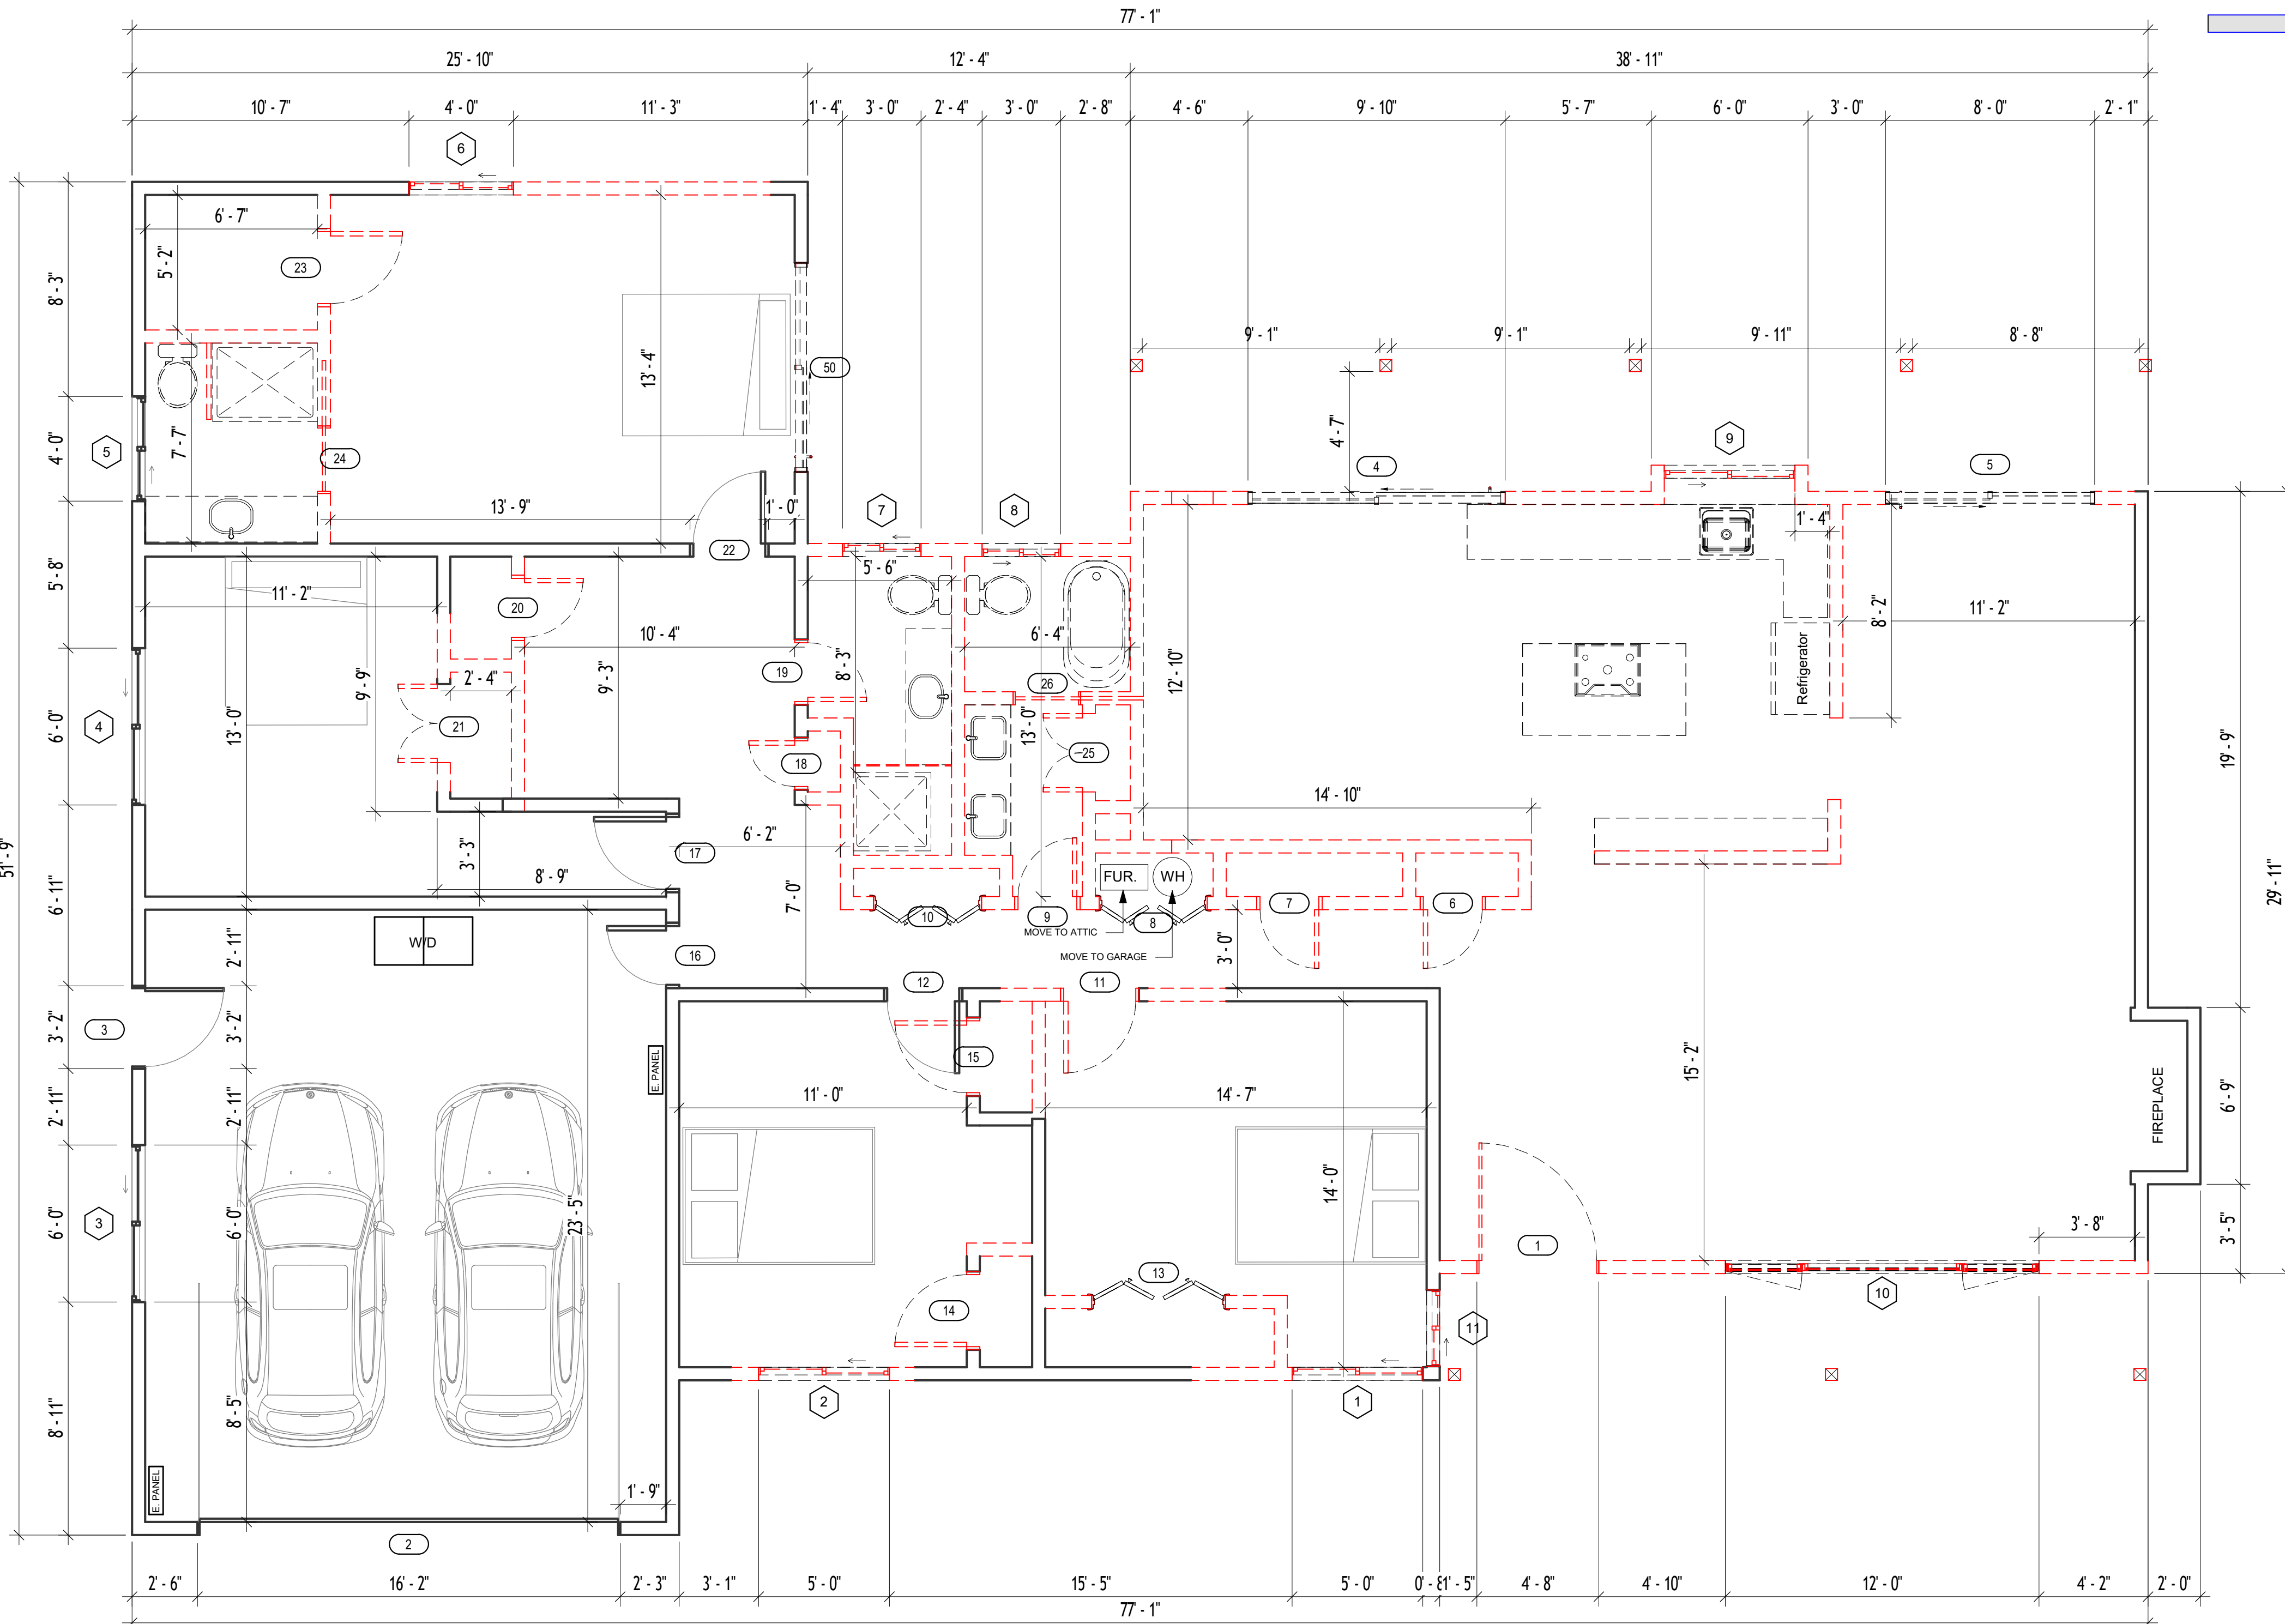 77' - 1"
25' - 10" 12' - 4" 38' - 11"
10' - 7" 4' - 0" 11' - 3" 1' - 4" 3' - 0" 2' - 4" 3' - 0" 2' - 8" 4' - 6" 9' - 10" 5' - 7" 6' - 0" 3' - 0" 8' - 0" 2' - 1"
6
6' - 7"
5' - 2"
23
8' - 3"
13' - 4"
50
9' - 1" 9' - 1" 9' - 11" 8' - 8"
4' - 7"
4' - 0"
5
7' - 7"
24
9
4
5
13' - 9"
1' - 0"
7
8
22
1' - 4"
5' - 8"
5' - 6"
11' - 2"
20
10' - 4"
6' - 4"
8' - 2"
11' - 2"
9' - 9"
2' - 4"
9' - 3"
19
8' - 3"
26
12' - 10"
Refrigerator
6' - 0"
4
13' - 0"
21
18
13' - 0"
25
19' - 9"
14' - 10"
51' - 9"
6' - 11"
3' - 3"
17
6' - 2"
8' - 9"
7' - 0"
FUR.
WH
29' - 11"
10
9
8
7
6
MOVE TO ATTIC
MOVE TO GARAGE
2' - 11"
W/D
16
3' - 0"
12
11
3' - 2"
3
3' - 2"
E. PANEL
15
15' - 2"
2' - 11"
2' - 11"
11' - 0"
14' - 7"
FIREPLACE
6' - 9"
6' - 0"
3
6' - 0"
23' - 5"
14' - 0"
1
3' - 8"
3' - 5"
13
14
10
11
8' - 11"
8' - 5"
2
1
E. PANEL
1' - 9"
2
2' - 6" 16' - 2" 2' - 3" 3' - 1" 5' - 0" 15' - 5" 5' - 0" 1' - 5" 4' - 8" 4' - 10" 12' - 0" 4' - 2" 2' - 0"
77' - 1"